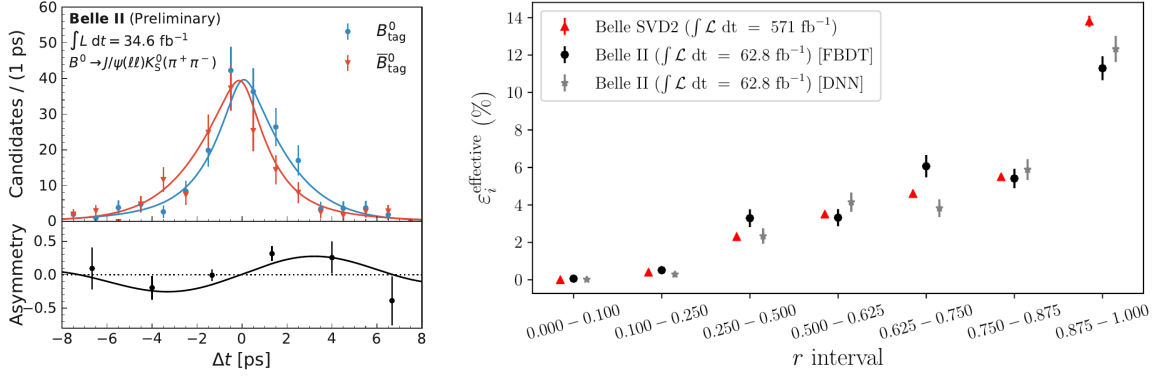 Belle II (Preliminary)
∫L dt = 34.6 fb⁻¹
B⁰ → J/ψ(ℓℓ)K⁰_S(π⁺π⁻)
B⁰_tag
B̅⁰_tag
Candidates / (1 ps)
60
50
40
30
20
10
0
Asymmetry
0.5
0.0
−0.5
−8 −6 −4 −2 0 2 4 6 8
Δt [ps]
Belle SVD2 (∫ ℒ dt = 571 fb⁻¹)
Belle II (∫ ℒ dt = 62.8 fb⁻¹) [FBDT]
Belle II (∫ ℒ dt = 62.8 fb⁻¹) [DNN]
ε_i^effective (%)
14
12
10
8
6
4
2
0
0.000 − 0.100
0.100 − 0.250
0.250 − 0.500
0.500 − 0.625
0.625 − 0.750
0.750 − 0.875
0.875 − 1.000
r interval